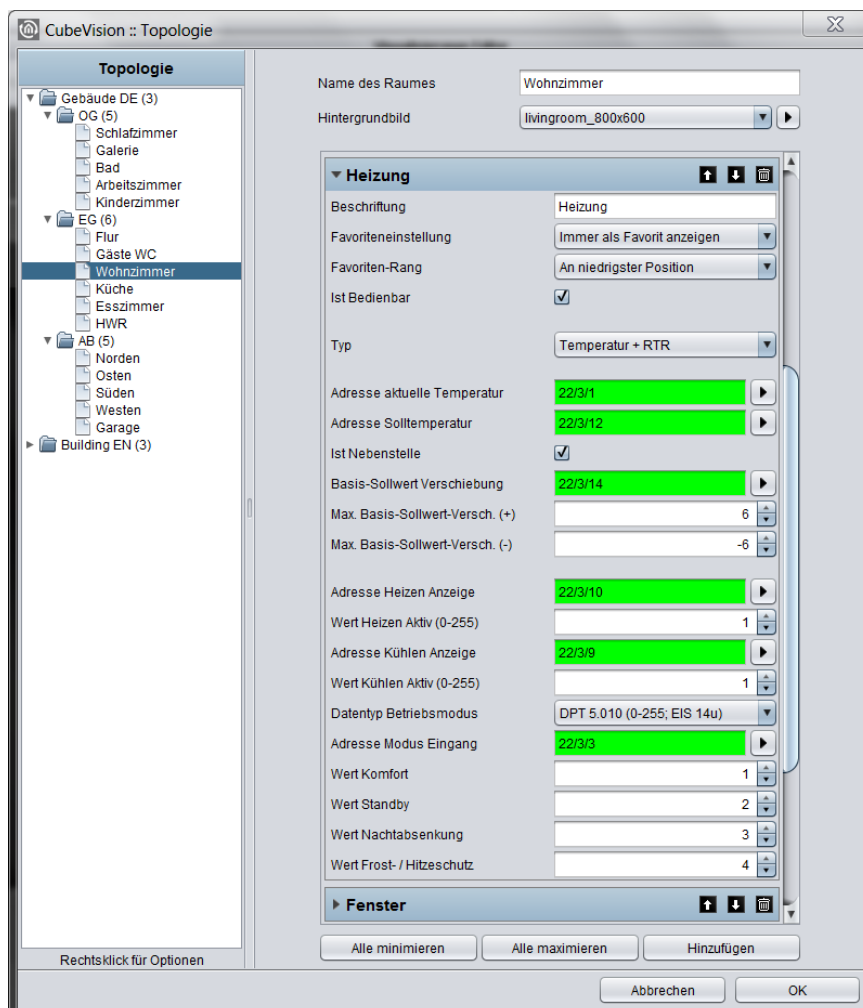 CubeVision :: Topologie
Topologie
Gebäude DE (3)
OG (5)
Schlafzimmer
Galerie
Bad
Arbeitszimmer
Kinderzimmer
EG (6)
Flur
Gäste WC
Wohnzimmer
Küche
Esszimmer
HWR
AB (5)
Norden
Osten
Süden
Westen
Garage
Building EN (3)
Rechtsklick für Optionen
Name des Raumes Wohnzimmer
Hintergrundbild livingroom_800x600
Heizung
Beschriftung Heizung
Favoriteneinstellung Immer als Favorit anzeigen
Favoriten-Rang An niedrigster Position
Ist Bedienbar
Typ Temperatur + RTR
Adresse aktuelle Temperatur 22/3/1
Adresse Solltemperatur 22/3/12
Ist Nebenstelle
Basis-Sollwert Verschiebung 22/3/14
Max. Basis-Sollwert-Versch. (+) 6
Max. Basis-Sollwert-Versch. (-) -6
Adresse Heizen Anzeige 22/3/10
Wert Heizen Aktiv (0-255) 1
Adresse Kühlen Anzeige 22/3/9
Wert Kühlen Aktiv (0-255) 1
Datentyp Betriebsmodus DPT 5.010 (0-255; EIS 14u)
Adresse Modus Eingang 22/3/3
Wert Komfort 1
Wert Standby 2
Wert Nachtabsenkung 3
Wert Frost- / Hitzeschutz 4
Fenster
Alle minimieren Alle maximieren Hinzufügen
Abbrechen OK